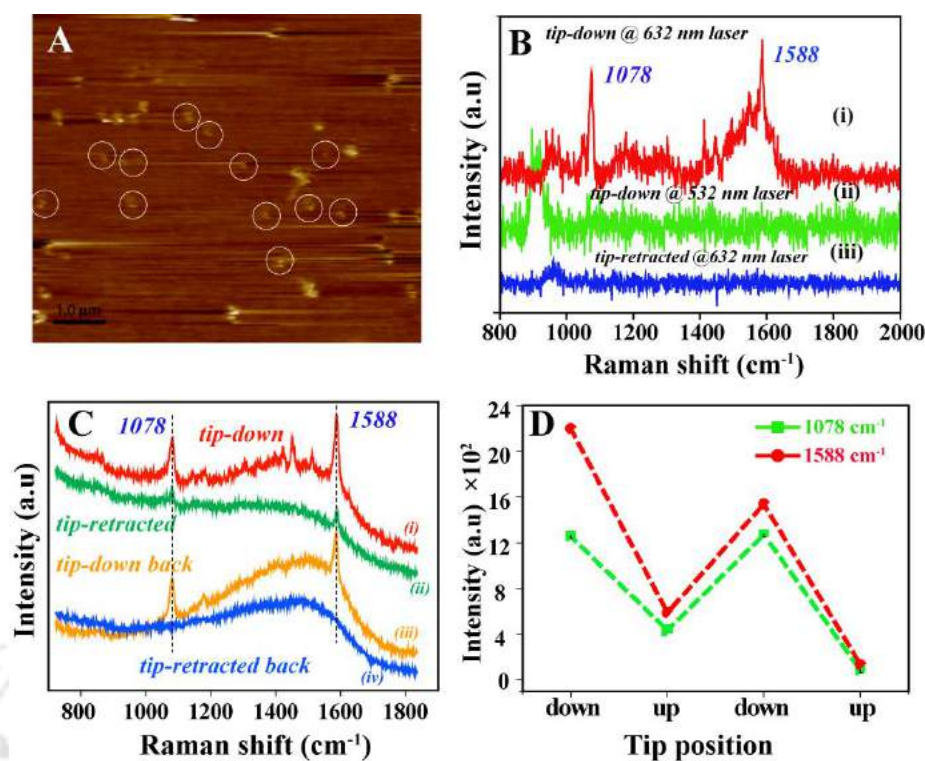 A
1.0 µm
B
tip-down @ 632 nm laser
1588
1078
(i)
tip-down @ 532 nm laser
(ii)
(iii)
tip-retracted @632 nm laser
Intensity (a.u)
800 1000 1200 1400 1600 1800 2000
Raman shift (cm⁻¹)
C
1078
1588
tip-down
tip-retracted
(i)
tip-down back
(ii)
(iii)
tip-retracted back
(iv)
Intensity (a.u)
800 1000 1200 1400 1600 1800
Raman shift (cm⁻¹)
D
1078 cm⁻¹
1588 cm⁻¹
24
20
16
12
8
4
0
Intensity (a.u) ×10²
down up down up
Tip position